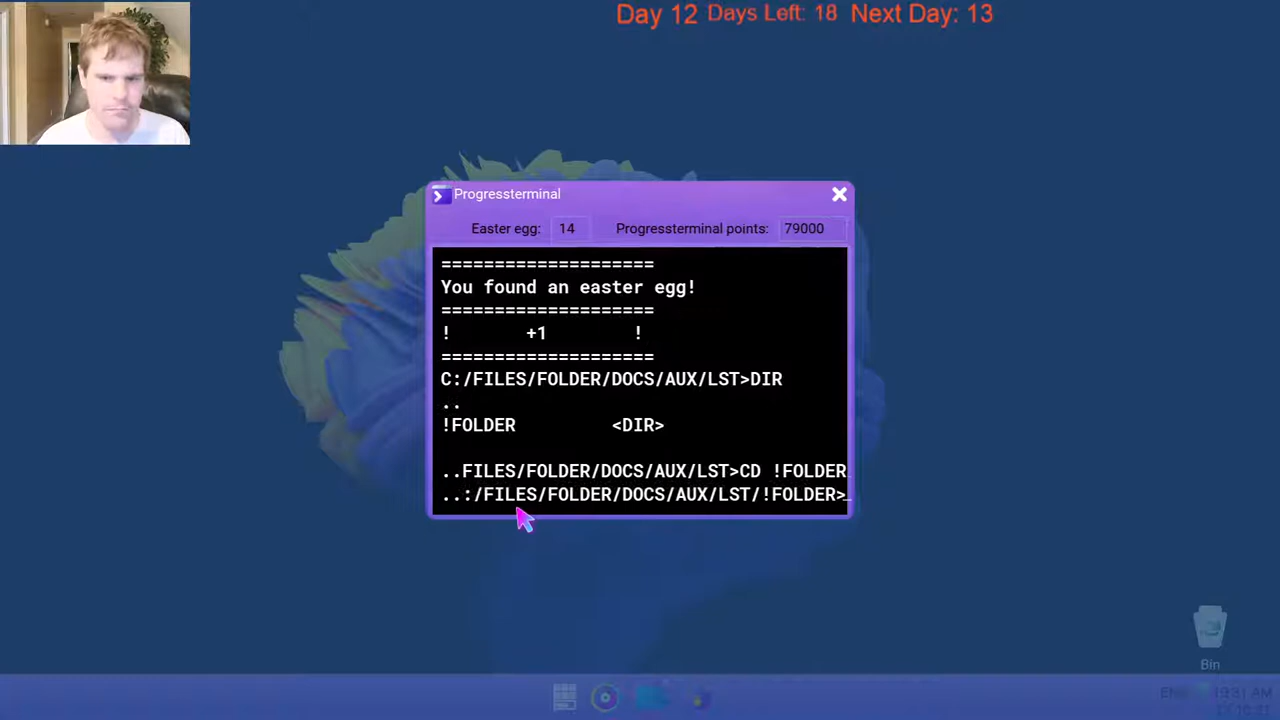 Day 12 Days Left: 18 Next Day: 13
Progressterminal
Easter egg: 14 Progressterminal points: 79000
====================
You found an easter egg!
====================
! +1 !
====================
C:/FILES/FOLDER/DOCS/AUX/LST>DIR
..
!FOLDER <DIR>
..FILES/FOLDER/DOCS/AUX/LST>CD !FOLDER
..:/FILES/FOLDER/DOCS/AUX/LST/!FOLDER>_
Bin